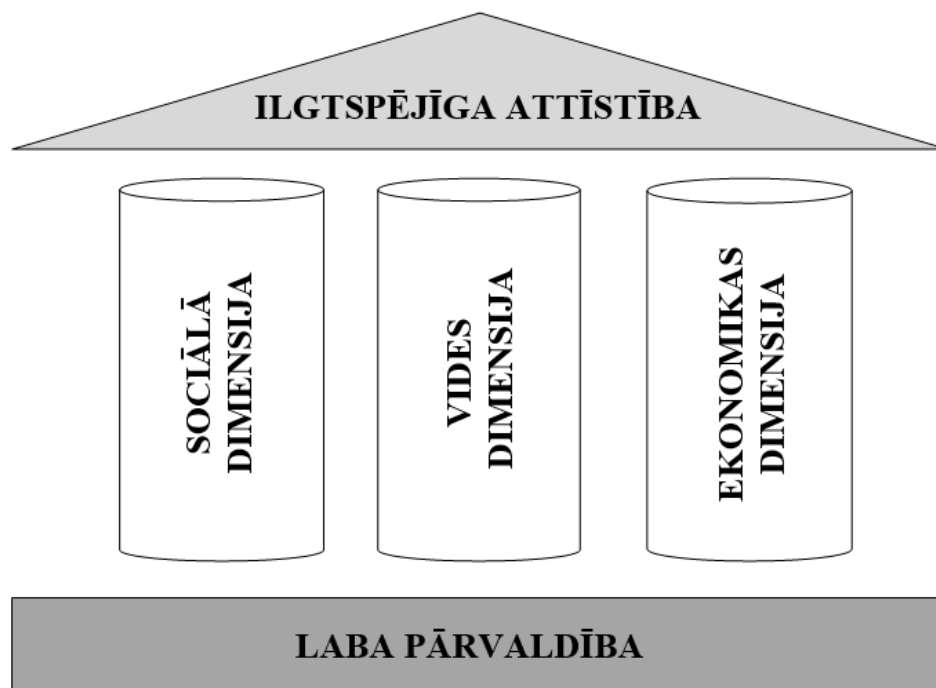 ILGTSPĒJĪGA ATTĪSTĪBA
SOCIĀLĀ
DIMENSIJA
VIDES
DIMENSIJA
EKONOMIKAS
DIMENSIJA
LABA PĀRVALDĪBA